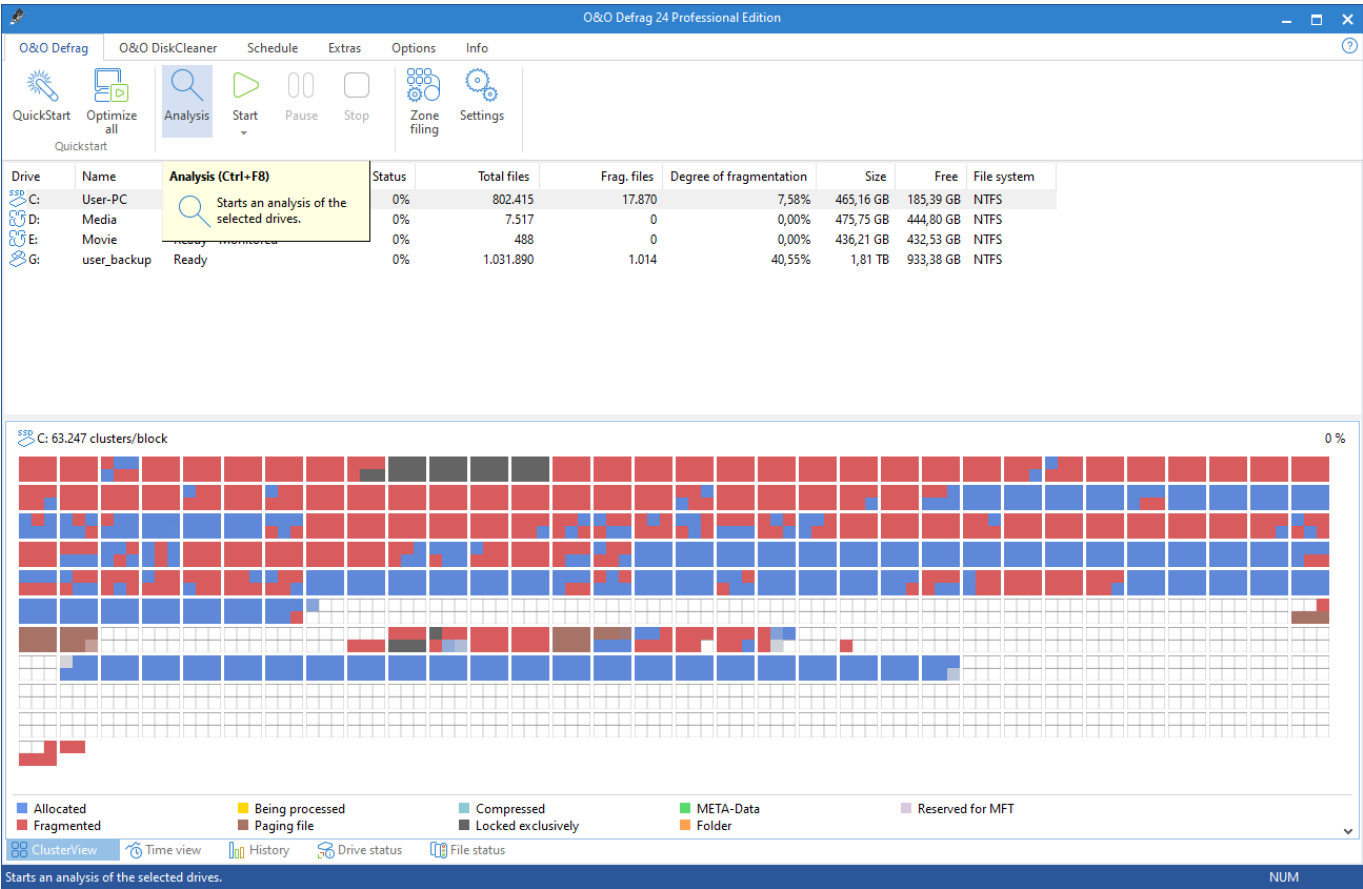 O&O Defrag 24 Professional Edition
O&O Defrag O&O DiskCleaner Schedule Extras Options Info
QuickStart Optimize all Analysis Start Pause Stop Zone filing Settings
Quickstart
Drive Name Status Total files Frag. files Degree of fragmentation Size Free File system
Analysis (Ctrl+F8)
Starts an analysis of the
selected drives.
SSD C: User-PC 0% 802.415 17.870 7,58% 465,16 GB 185,39 GB NTFS
D: Media 0% 7.517 0 0,00% 475,75 GB 444,80 GB NTFS
E: Movie Ready - Monitored 0% 488 0 0,00% 436,21 GB 432,53 GB NTFS
G: user_backup Ready 0% 1.031.890 1.014 40,55% 1,81 TB 933,38 GB NTFS
SSD C: 63.247 clusters/block 0 %
Allocated Being processed Compressed META-Data Reserved for MFT
Fragmented Paging file Locked exclusively Folder
ClusterView Time view History Drive status File status
Starts an analysis of the selected drives. NUM